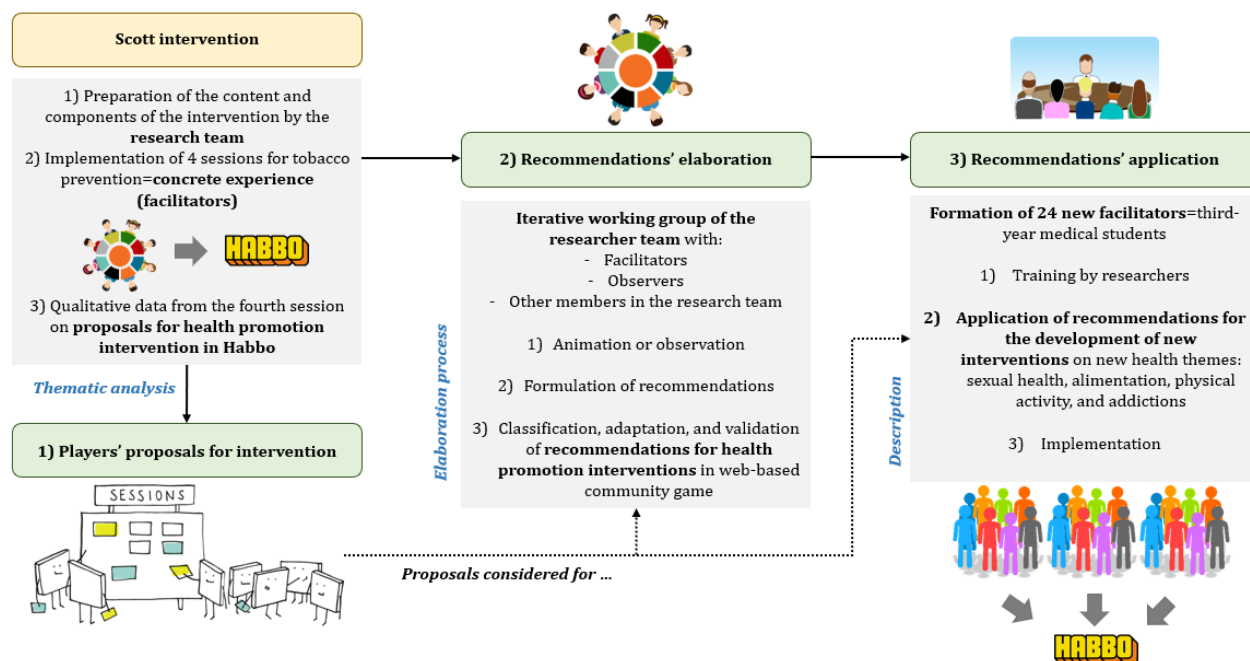 Scott intervention
1) Preparation of the content and
components of the intervention by the
research team
2) Implementation of 4 sessions for tobacco
prevention=concrete experience
(facilitators)
HABBO
3) Qualitative data from the fourth session
on proposals for health promotion
intervention in Habbo
Thematic analysis
1) Players’ proposals for intervention
SESSIONS
2) Recommendations’ elaboration
Iterative working group of the
researcher team with:
- Facilitators
- Observers
- Other members in the research team
1) Animation or observation
2) Formulation of recommendations
3) Classification, adaptation, and validation
of recommendations for health
promotion interventions in web-based
community game
Elaboration process
Proposals considered for ...
3) Recommendations’ application
Formation of 24 new facilitators=third-
year medical students
1) Training by researchers
2) Application of recommendations for
the development of new
interventions on new health themes:
sexual health, alimentation, physical
activity, and addictions
3) Implementation
Description
HABBO